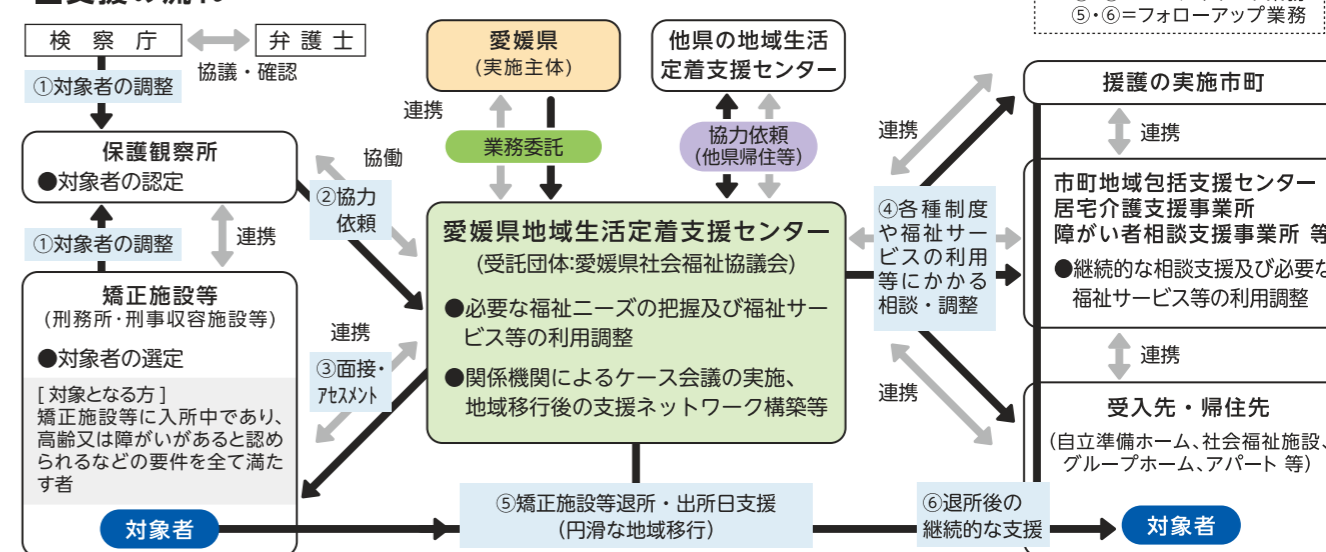 ⑤・⑥=フォローアップ業務
検察庁
弁護士
協議・確認
①対象者の調整
保護観察所
●対象者の認定
①対象者の調整
連携
矯正施設等
(刑務所・刑事収容施設等)
●対象者の選定
[対象となる方]
矯正施設等に入所中であり、
高齢又は障がいがあると認め
られるなどの要件を全て満た
す者
対象者
協働
②協力
依頼
連携
③面接・
アセスメント
愛媛県
(実施主体)
連携
業務委託
他県の地域生活
定着支援センター
協力依頼
(他県帰住等)
愛媛県地域生活定着支援センター
(受託団体:愛媛県社会福祉協議会)
●必要な福祉ニーズの把握及び福祉サー
ビス等の利用調整
●関係機関によるケース会議の実施、
地域移行後の支援ネットワーク構築等
⑤矯正施設等退所・出所日支援
(円滑な地域移行)
連携
④各種制度
や福祉サー
ビスの利用
等にかかる
相談・調整
連携
⑥退所後の
継続的な支援
援護の実施市町
連携
市町地域包括支援センター
居宅介護支援事業所
障がい者相談支援事業所 等
●継続的な相談支援及び必要な
福祉サービス等の利用調整
連携
受入先・帰住先
(自立準備ホーム、社会福祉施設、
グループホーム、アパート 等)
対象者